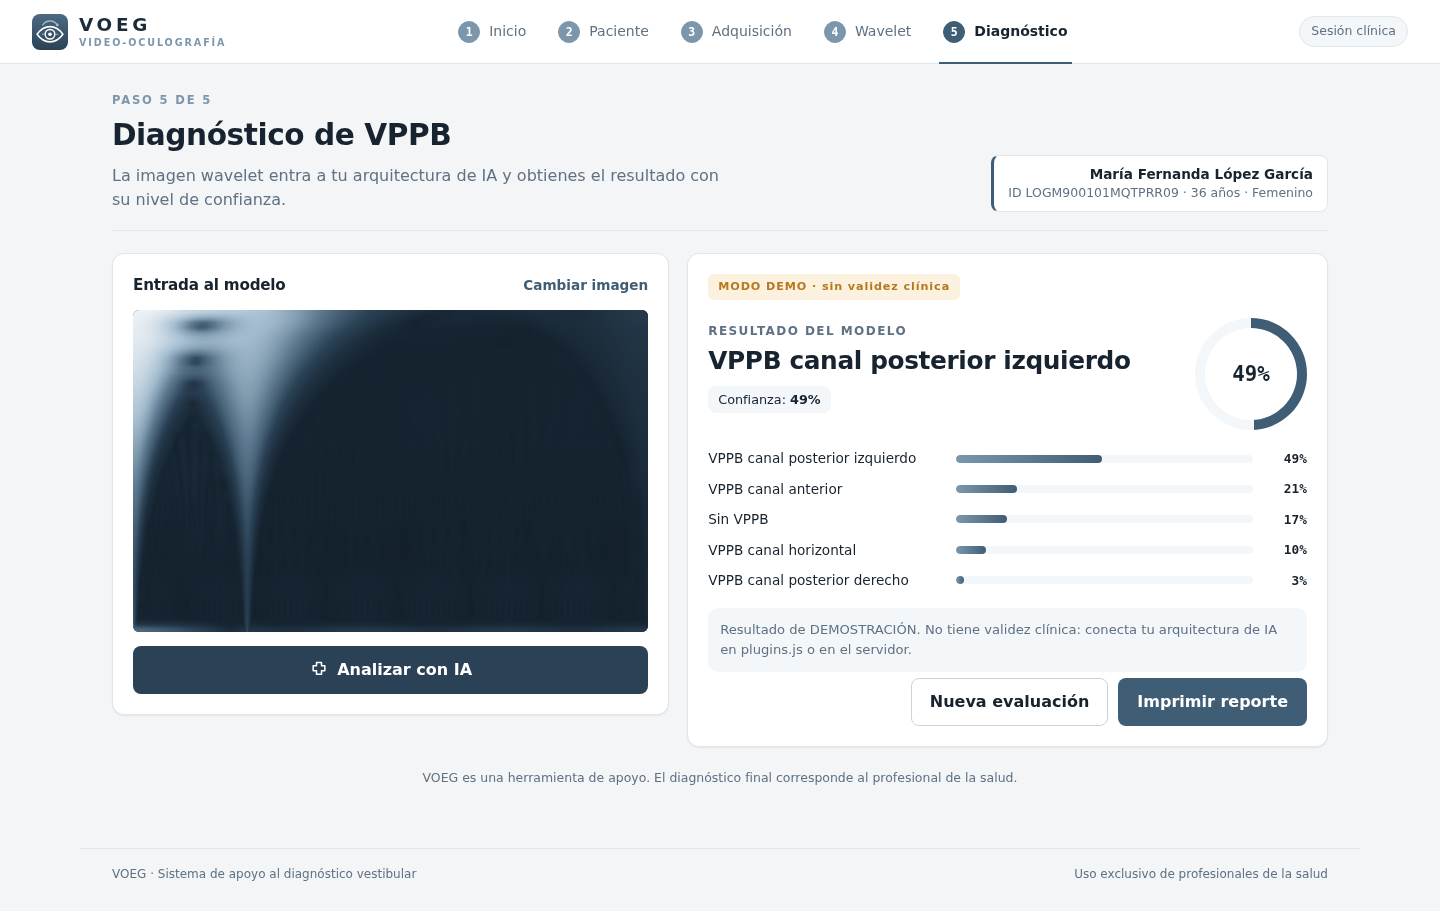 VOEG
VIDEO-OCULOGRAFÍA
1 Inicio
2 Paciente
3 Adquisición
4 Wavelet
5 Diagnóstico
Sesión clínica
PASO 5 DE 5
Diagnóstico de VPPB
La imagen wavelet entra a tu arquitectura de IA y obtienes el resultado con
su nivel de confianza.
María Fernanda López García
ID LOGM900101MQTPRR09 · 36 años · Femenino
Entrada al modelo
Cambiar imagen
Analizar con IA
MODO DEMO · sin validez clínica
RESULTADO DEL MODELO
VPPB canal posterior izquierdo
Confianza: 49%
49%
VPPB canal posterior izquierdo 49%
VPPB canal anterior 21%
Sin VPPB 17%
VPPB canal horizontal 10%
VPPB canal posterior derecho 3%
Resultado de DEMOSTRACIÓN. No tiene validez clínica: conecta tu arquitectura de IA
en plugins.js o en el servidor.
Nueva evaluación
Imprimir reporte
VOEG es una herramienta de apoyo. El diagnóstico final corresponde al profesional de la salud.
VOEG · Sistema de apoyo al diagnóstico vestibular
Uso exclusivo de profesionales de la salud